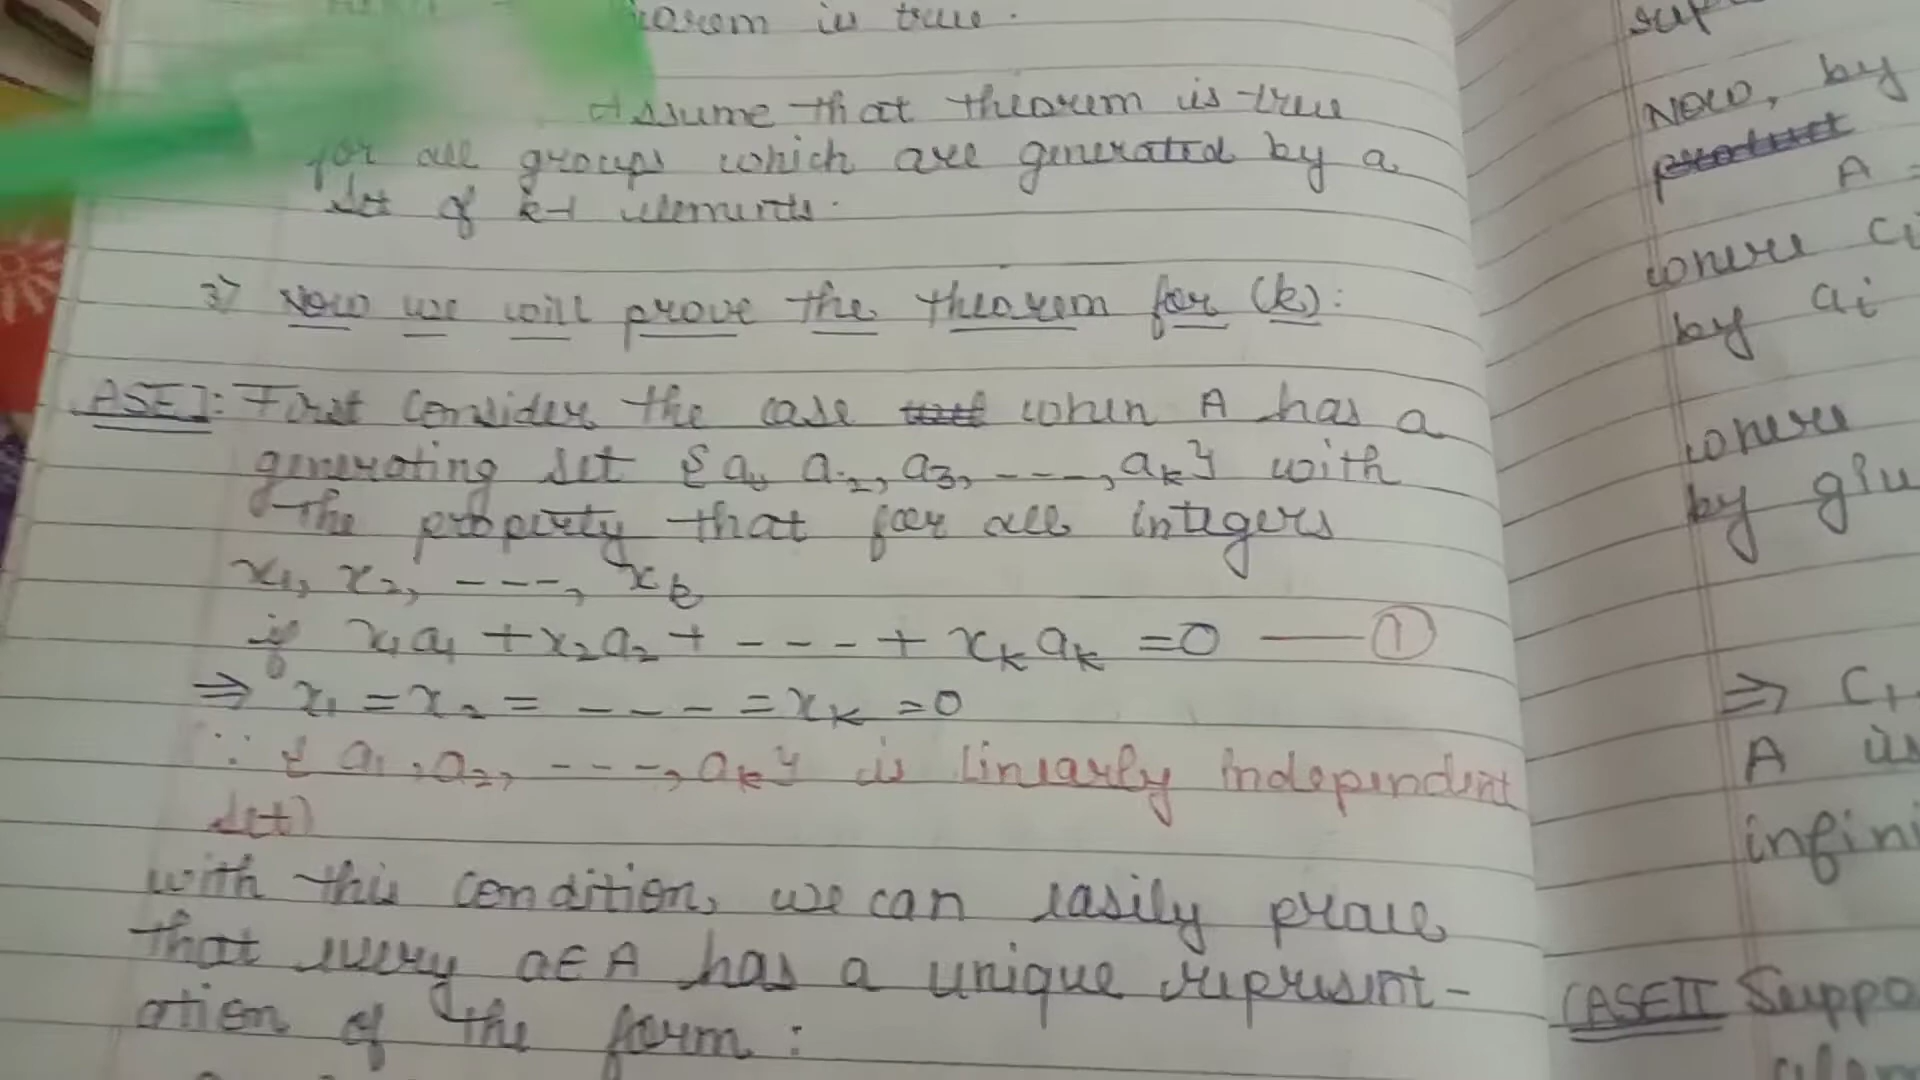 theorem is true.
Assume that theorem is true
for all groups which are generated by a
set of k-1 elements.
3) Now we will prove the theorem for (k):
CASE I: First consider the case when A has a
generating set {a1, a2, a3, ----, ak} with
the property that for all integers
x1, x2, ----, xk
if x1a1 + x2a2 + ---- + xkak = 0 —— ①
⇒ x1 = x2 = ---- = xk = 0
∵ {a1, a2, ----, ak} is linearly independent
set)
with this condition, we can easily prove
that every a∈A has a unique represent-
ation of the form:
Now, by
A =
where ci
by ai
where
by giv
⇒ C1
A is
infini
CASE II Suppo